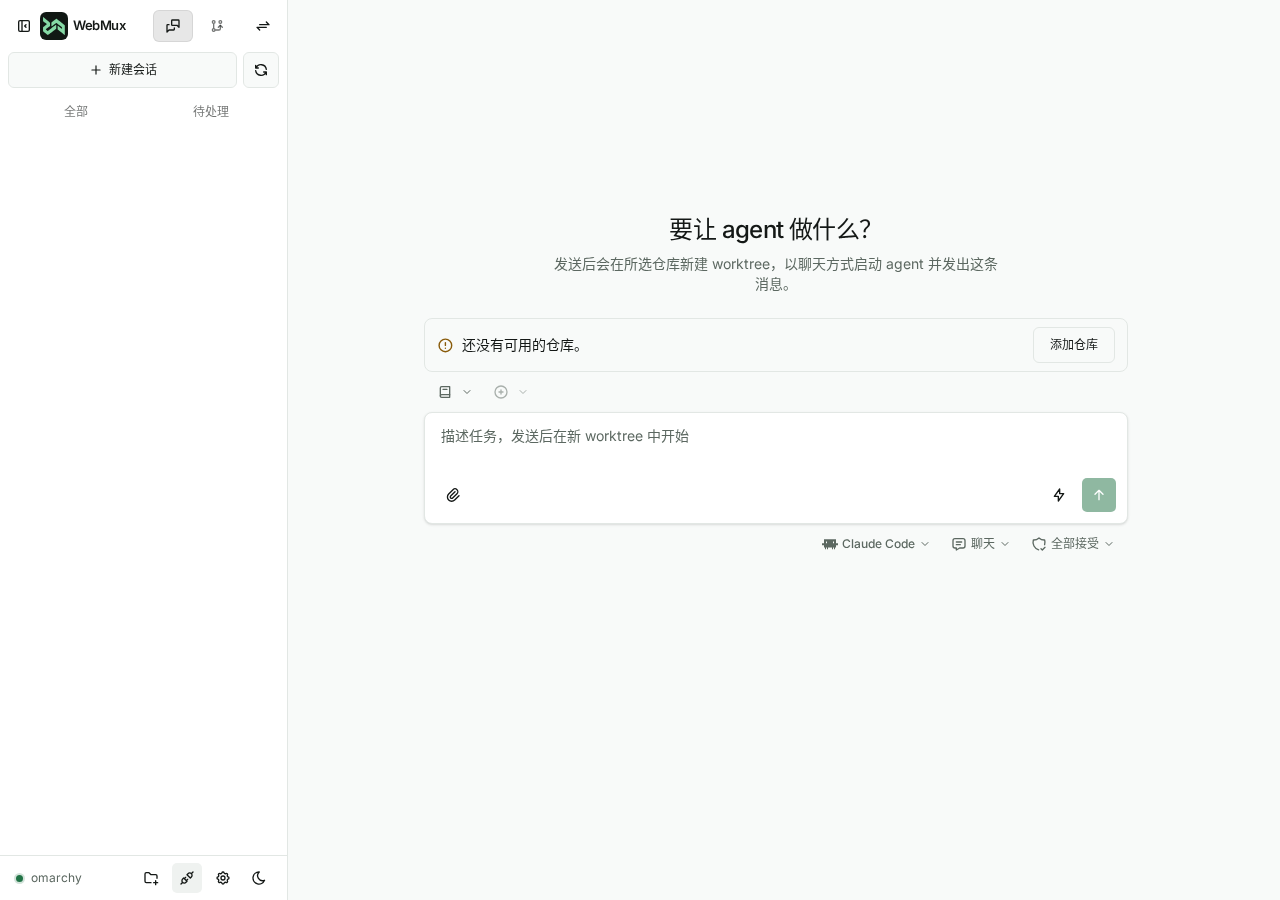 WebMux
新建会话
全部
待处理
要让 agent 做什么？
发送后会在所选仓库新建 worktree，以聊天方式启动 agent 并发出这条
消息。
还没有可用的仓库。
添加仓库
描述任务，发送后在新 worktree 中开始
Claude Code
聊天
全部接受
omarchy